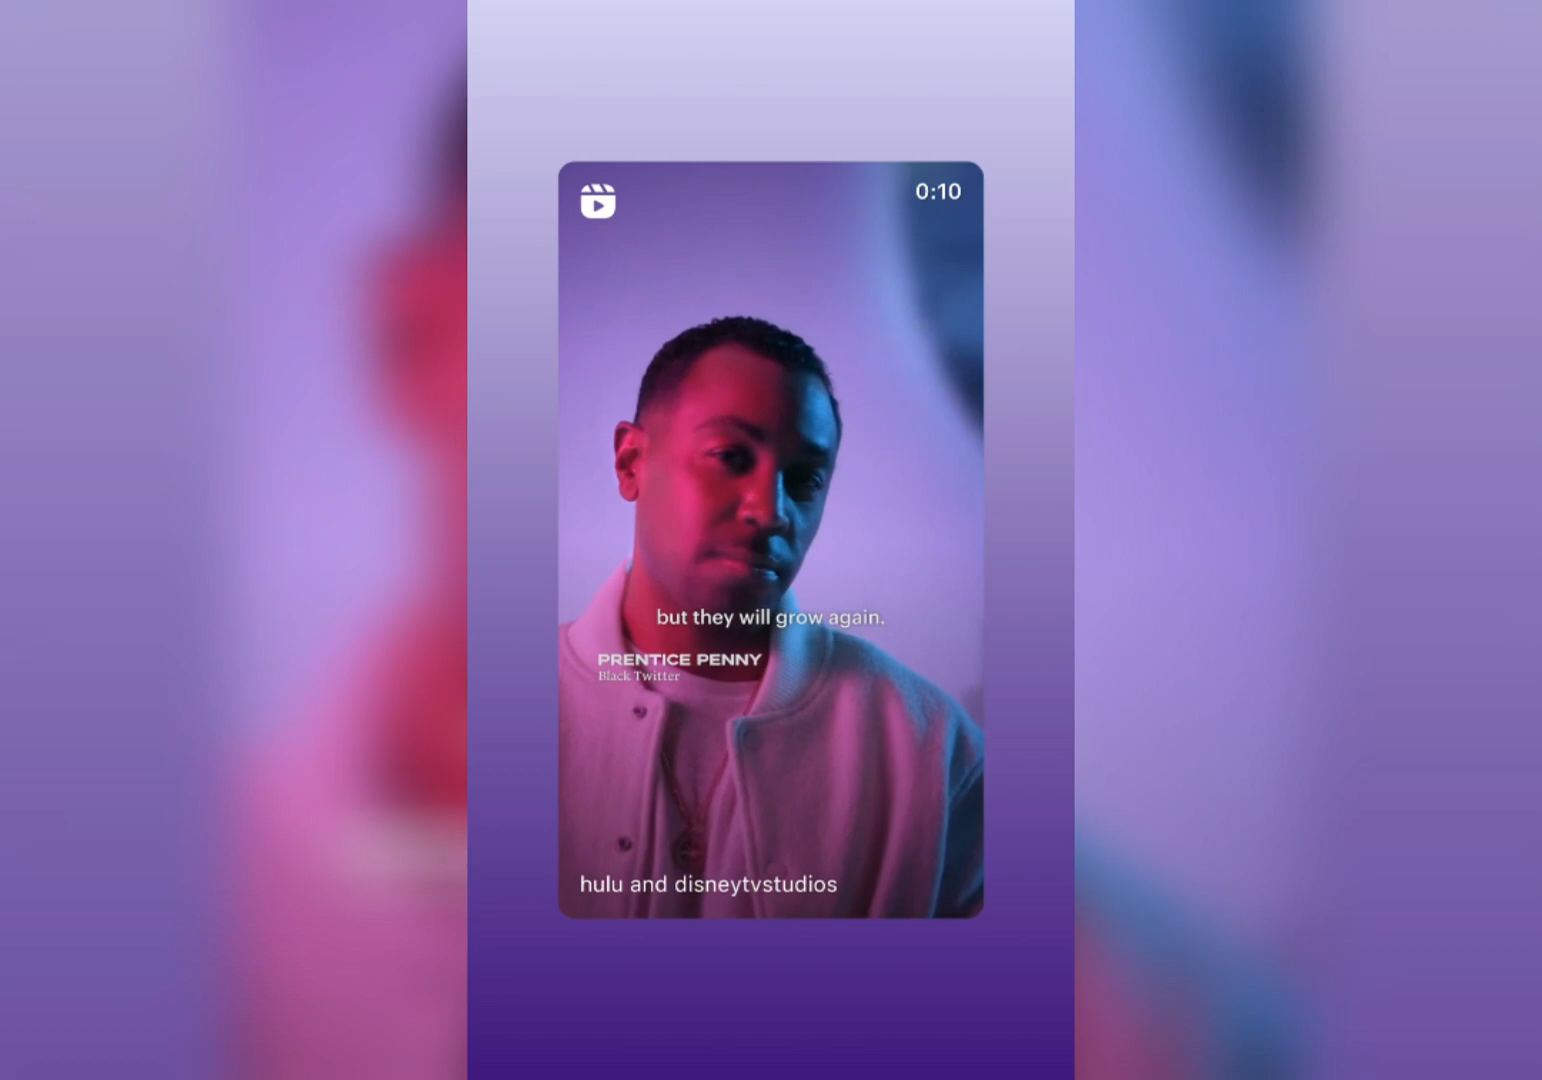 0:10
but they will grow again.
PRENTICE PENNY
Black Twitter
hulu and disneytvstudios